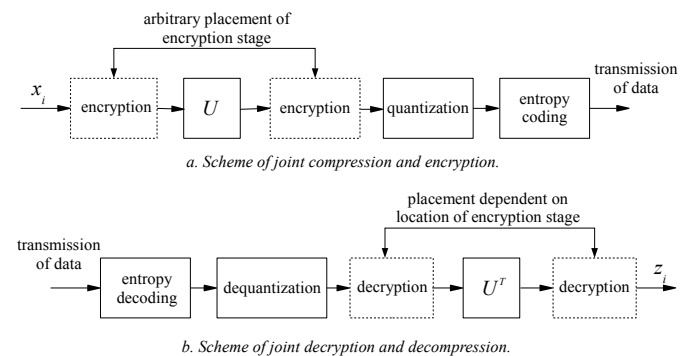 arbitrary placement of
encryption stage
transmission
of data
x_i
encryption
U
encryption
quantization
entropy
coding
a. Scheme of joint compression and encryption.
placement dependent on
location of encryption stage
transmission
of data
z_i
entropy
decoding
dequantization
decryption
U^T
decryption
b. Scheme of joint decryption and decompression.